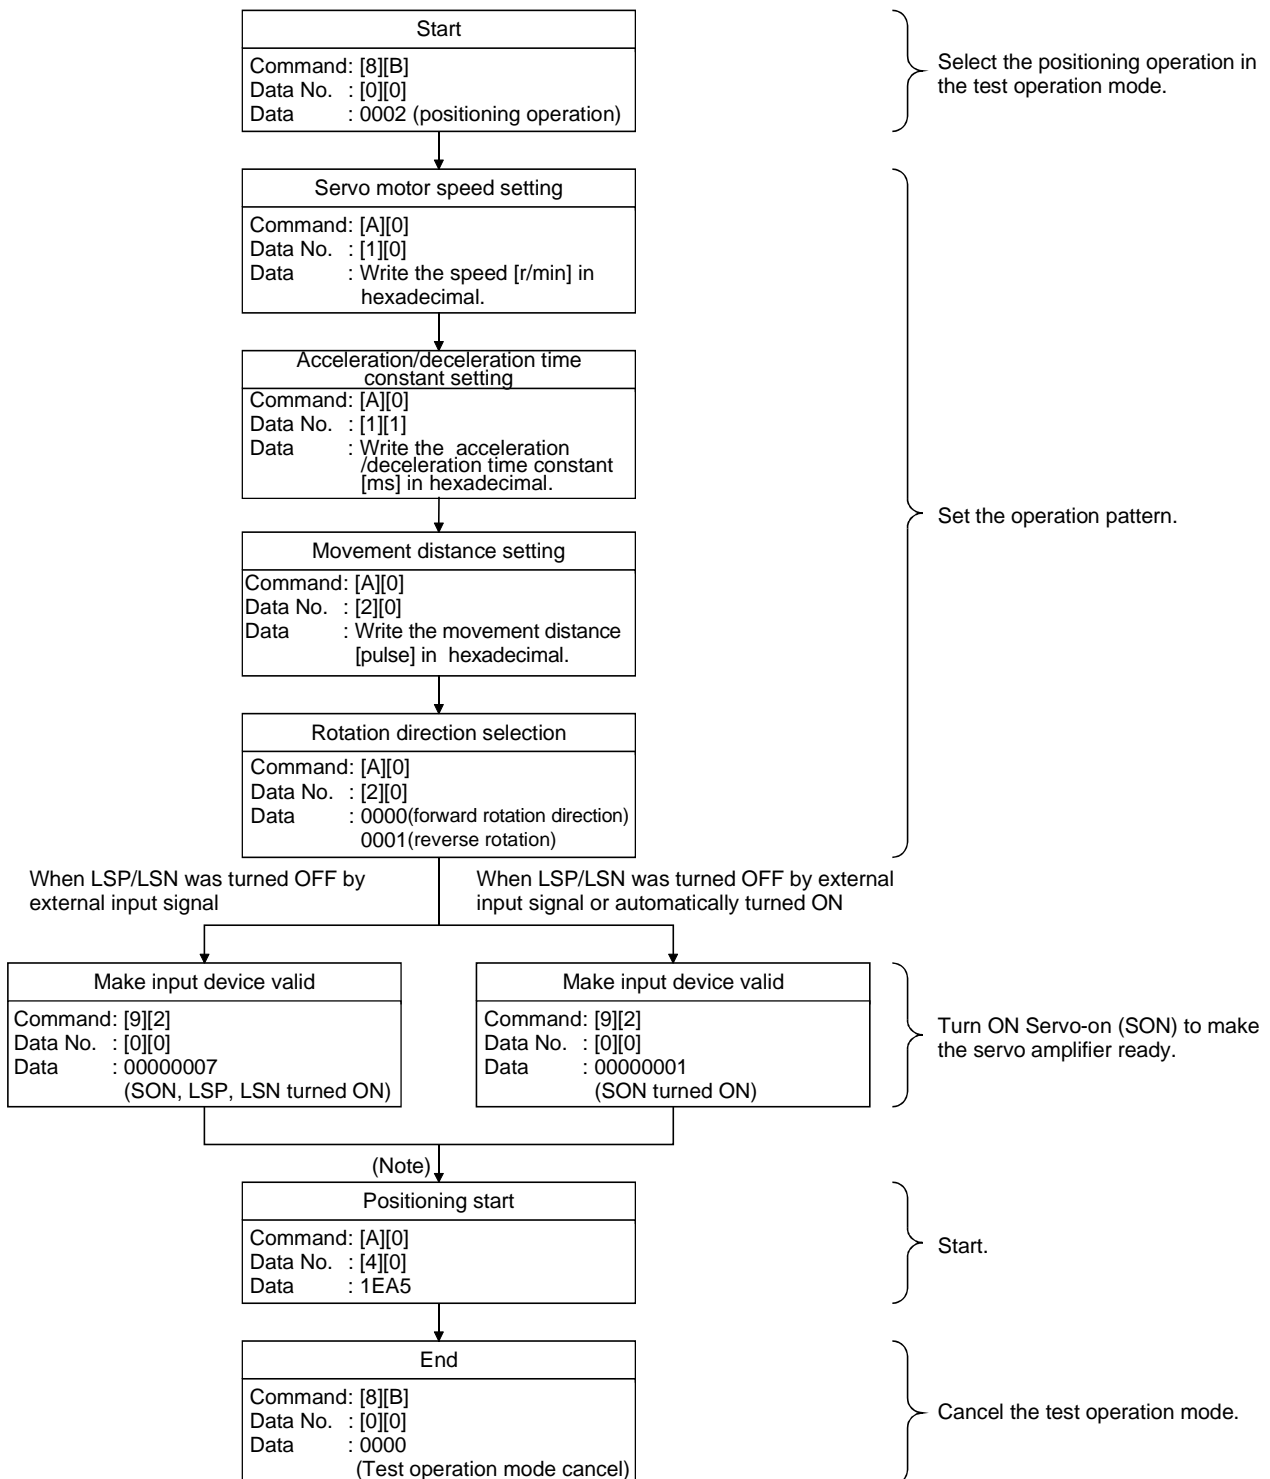 Start
Command: [8][B]
Data No. : [0][0]
Data : 0002 (positioning operation)
Select the positioning operation in
the test operation mode.
Servo motor speed setting
Command: [A][0]
Data No. : [1][0]
Data : Write the speed [r/min] in
hexadecimal.
Acceleration/deceleration time
constant setting
Command: [A][0]
Data No. : [1][1]
Data : Write the acceleration
/deceleration time constant
[ms] in hexadecimal.
Set the operation pattern.
Movement distance setting
Command: [A][0]
Data No. : [2][0]
Data : Write the movement distance
[pulse] in hexadecimal.
Rotation direction selection
Command: [A][0]
Data No. : [2][0]
Data : 0000(forward rotation direction)
0001(reverse rotation)
When LSP/LSN was turned OFF by
external input signal
When LSP/LSN was turned OFF by external
input signal or automatically turned ON
Make input device valid
Command: [9][2]
Data No. : [0][0]
Data : 00000007
(SON, LSP, LSN turned ON)
Make input device valid
Command: [9][2]
Data No. : [0][0]
Data : 00000001
(SON turned ON)
Turn ON Servo-on (SON) to make
the servo amplifier ready.
(Note)
Positioning start
Command: [A][0]
Data No. : [4][0]
Data : 1EA5
Start.
End
Command: [8][B]
Data No. : [0][0]
Data : 0000
(Test operation mode cancel)
Cancel the test operation mode.